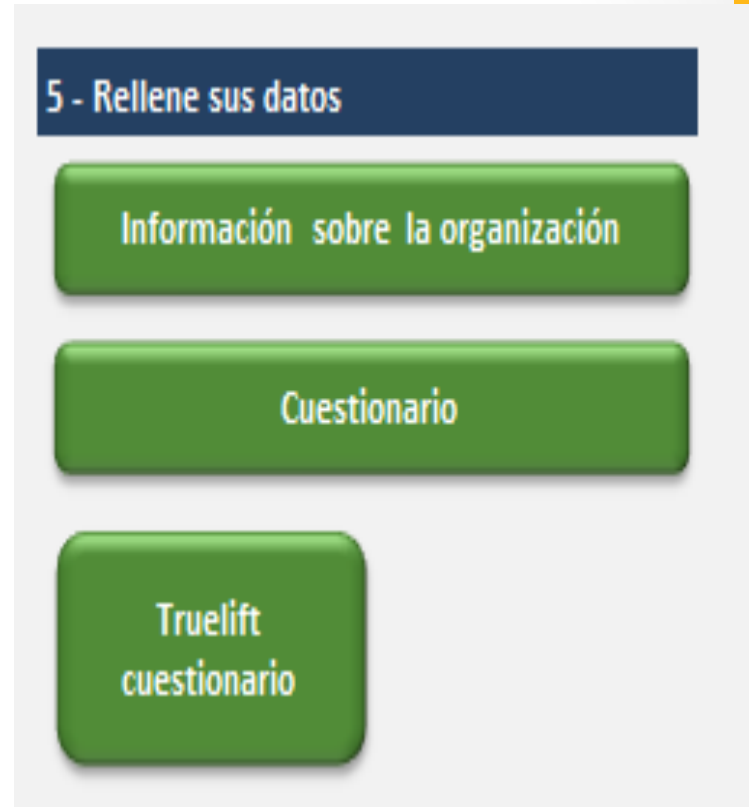 5 - Rellene sus datos
Información sobre la organización
Cuestionario
Truelift
cuestionario